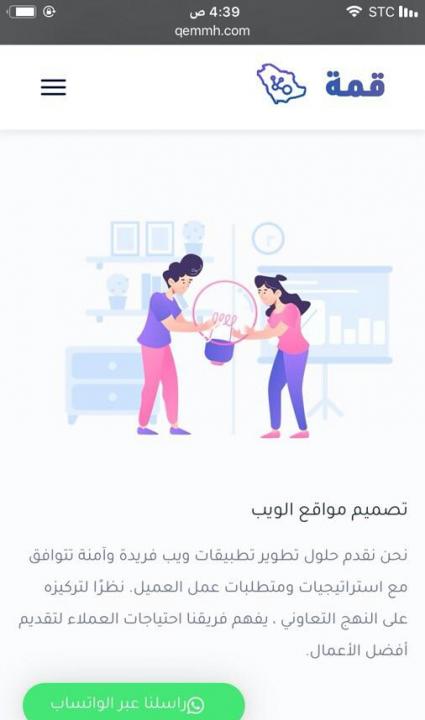 4:39 ص
STC
qemmh.com
قمة
تصميم مواقع الويب
نحن نقدم حلول تطوير تطبيقات ويب فريدة وآمنة تتوافق
مع استراتيجيات ومتطلبات عمل العميل. نظرًا لتركيزه
على النهج التعاوني ، يفهم فريقنا احتياجات العملاء لتقديم
أفضل الأعمال.
راسلنا عبر الواتساب